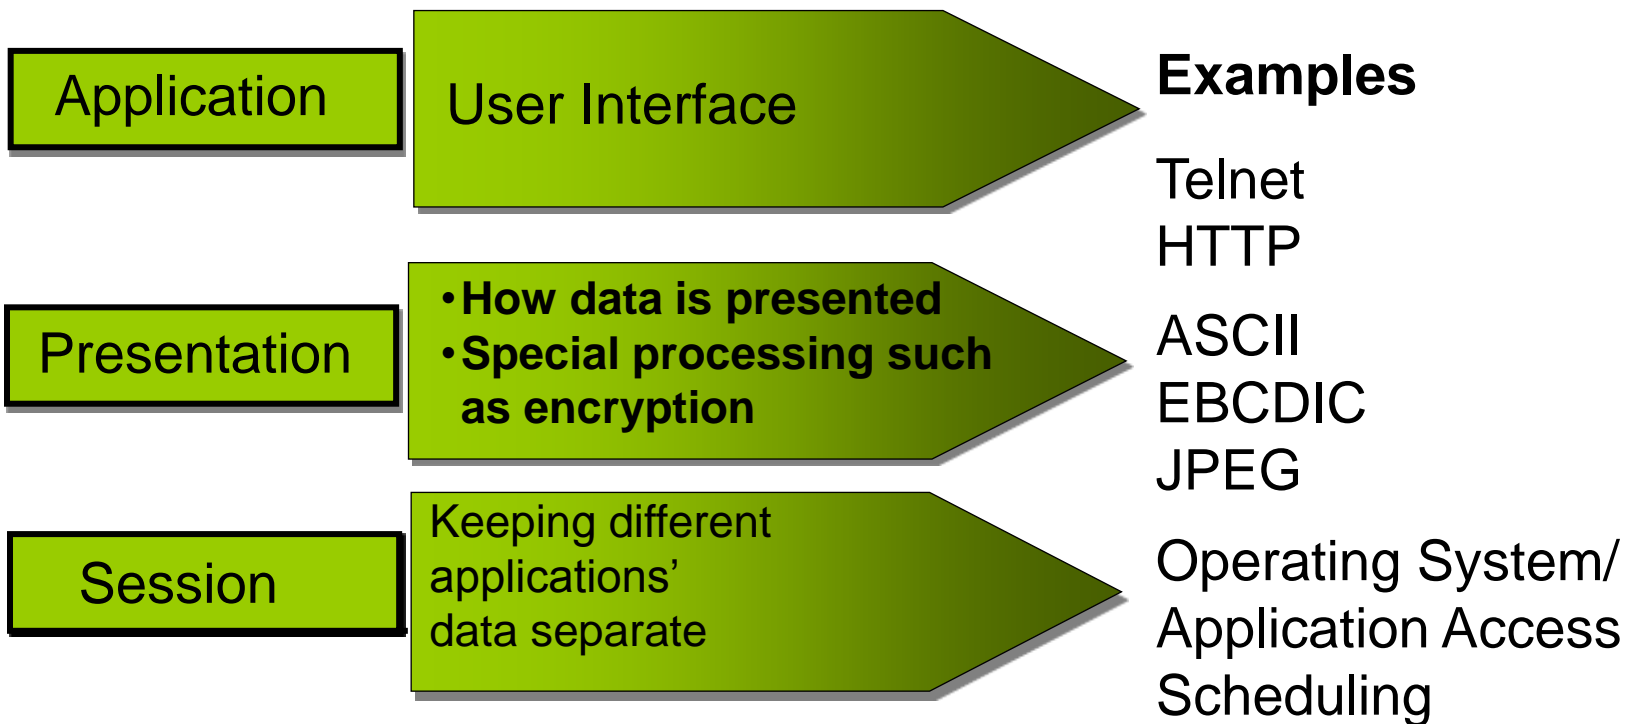 Application
User Interface
Examples
Telnet
HTTP
Presentation
•How data is presented
•Special processing such
as encryption
ASCII
EBCDIC
JPEG
Session
Keeping different
applications’
data separate
Operating System/
Application Access
Scheduling